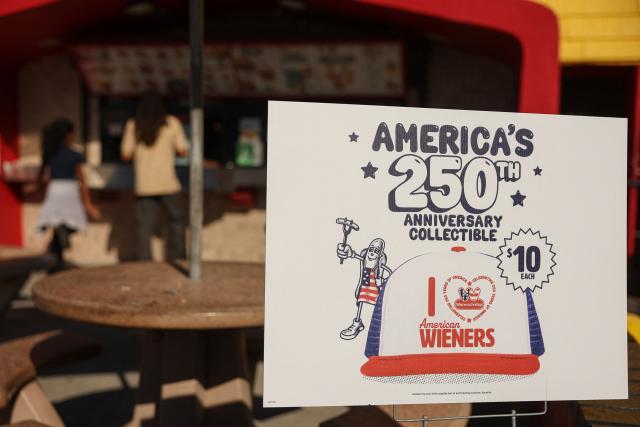 AMERICA'S
250TH
ANNIVERSARY
COLLECTIBLE
$10
EACH
I
American
WIENERS